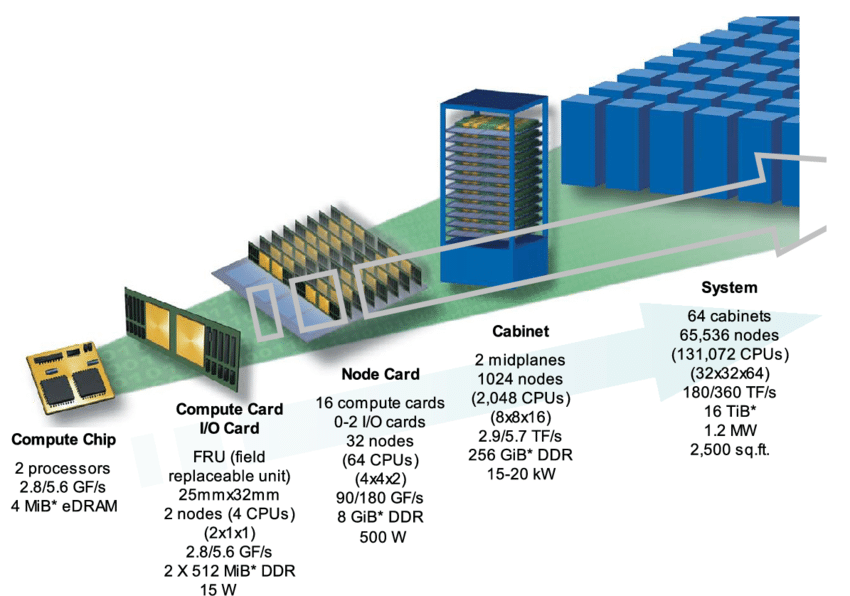 Compute Chip
2 processors
2.8/5.6 GF/s
4 MiB* eDRAM
Compute Card
I/O Card
FRU (field
replaceable unit)
25mmx32mm
2 nodes (4 CPUs)
(2x1x1)
2.8/5.6 GF/s
2 X 512 MiB* DDR
15 W
Node Card
16 compute cards
0-2 I/O cards
32 nodes
(64 CPUs)
(4x4x2)
90/180 GF/s
8 GiB* DDR
500 W
Cabinet
2 midplanes
1024 nodes
(2,048 CPUs)
(8x8x16)
2.9/5.7 TF/s
256 GiB* DDR
15-20 kW
System
64 cabinets
65,536 nodes
(131,072 CPUs)
(32x32x64)
180/360 TF/s
16 TiB*
1.2 MW
2,500 sq.ft.